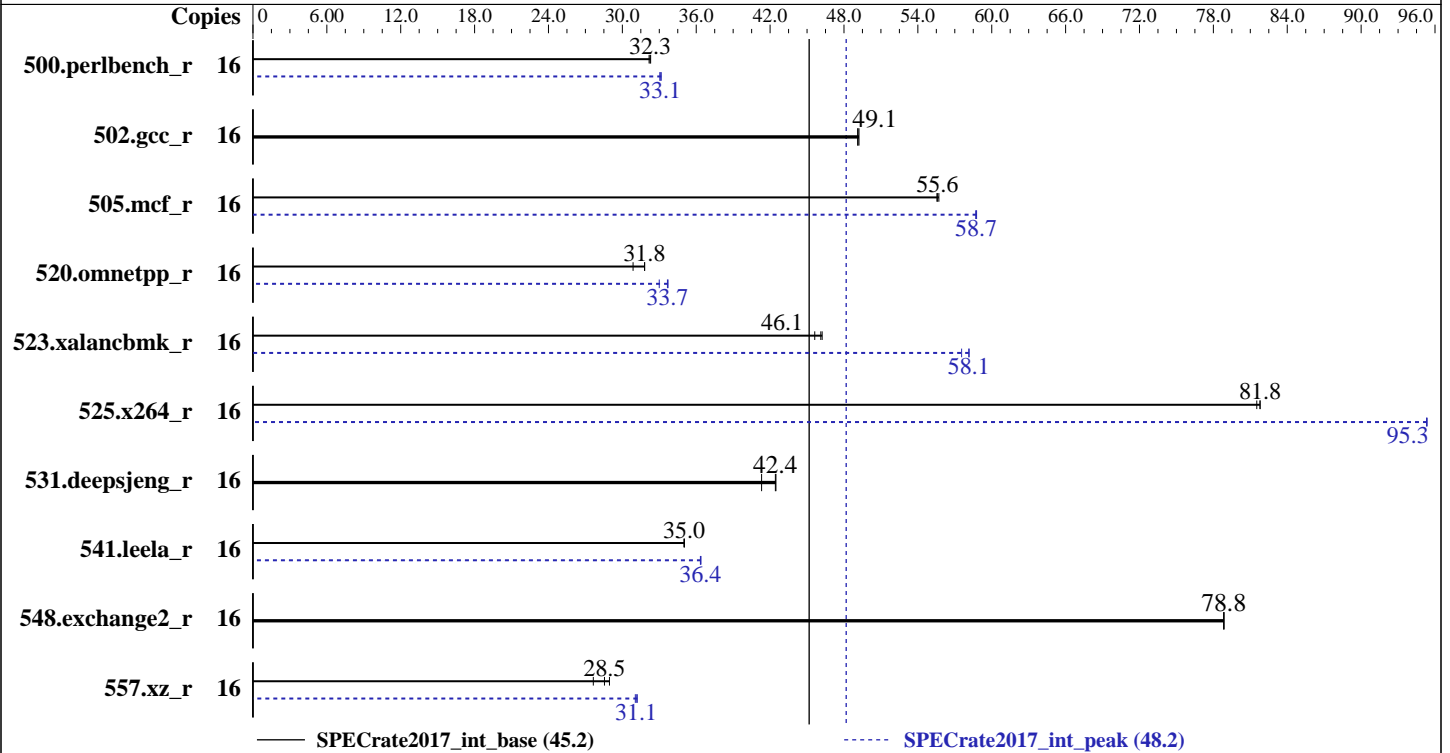 Copies 0 6.00 12.0 18.0 24.0 30.0 36.0 42.0 48.0 54.0 60.0 66.0 72.0 78.0 84.0 90.0 96.0
32.3
500.perlbench_r 16
33.1
49.1
502.gcc_r 16
55.6
505.mcf_r 16
58.7
31.8
520.omnetpp_r 16
33.7
46.1
523.xalancbmk_r 16
58.1
81.8
525.x264_r 16
95.3
42.4
531.deepsjeng_r 16
35.0
541.leela_r 16
36.4
78.8
548.exchange2_r 16
28.5
557.xz_r 16
31.1
SPECrate2017_int_base (45.2) SPECrate2017_int_peak (48.2)